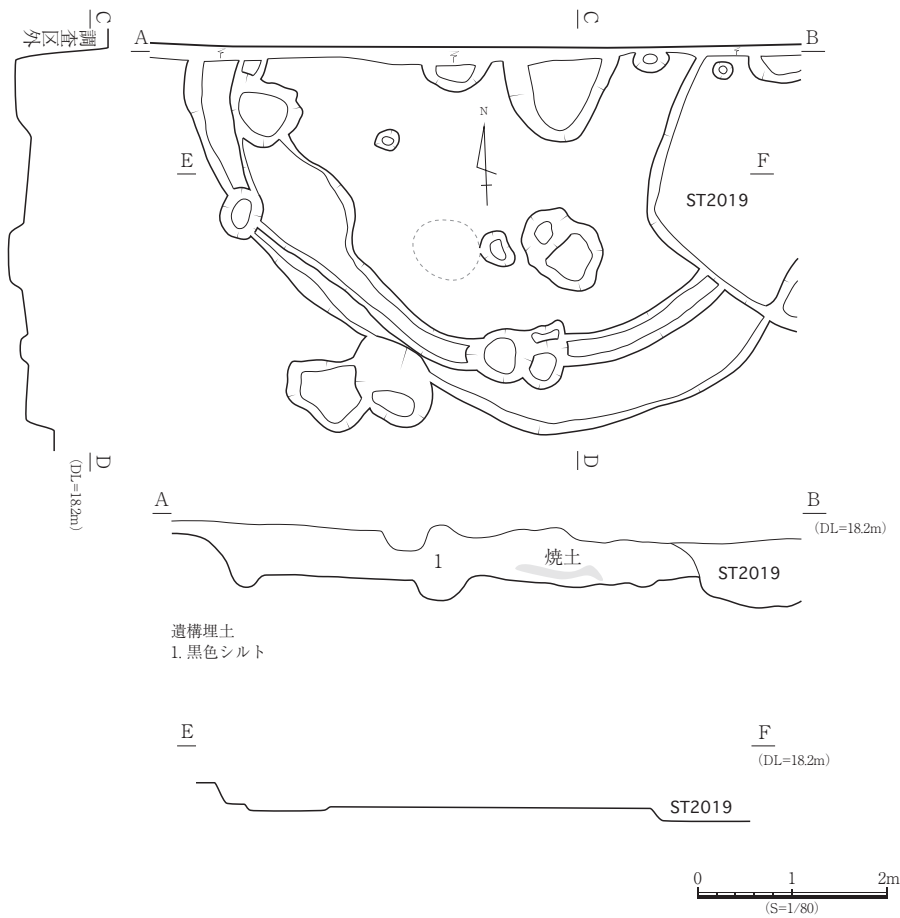 C
調査区外
C
A
B
N
E
F
ST2019
D
(DL=18.2m)
D
A
B
(DL=18.2m)
1
焼土
ST2019
遺構埋土
1. 黒色シルト
E
F
(DL=18.2m)
ST2019
0 1 2m
(S=1/80)